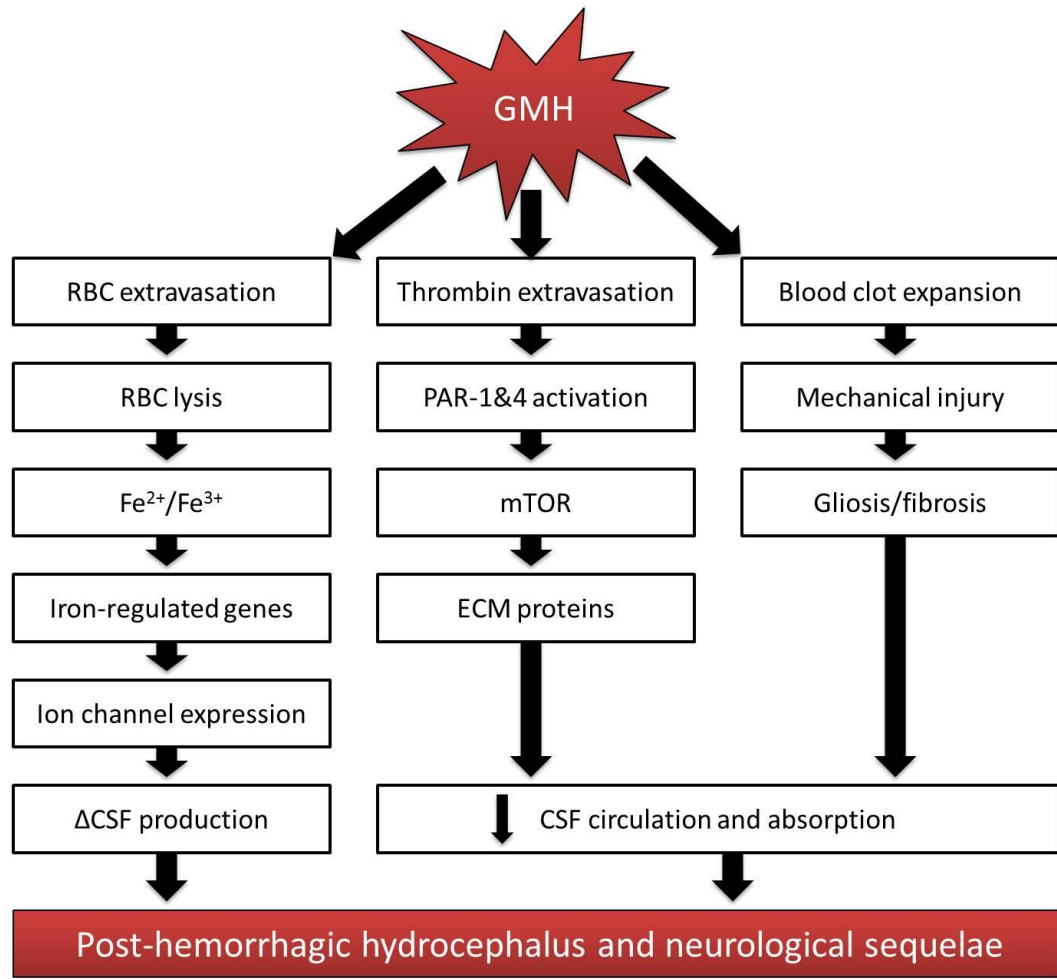 GMH
RBC extravasation
Thrombin extravasation
Blood clot expansion
RBC lysis
PAR-1&4 activation
Mechanical injury
Fe²⁺/Fe³⁺
mTOR
Gliosis/fibrosis
Iron-regulated genes
ECM proteins
Ion channel expression
ΔCSF production
CSF circulation and absorption
Post-hemorrhagic hydrocephalus and neurological sequelae